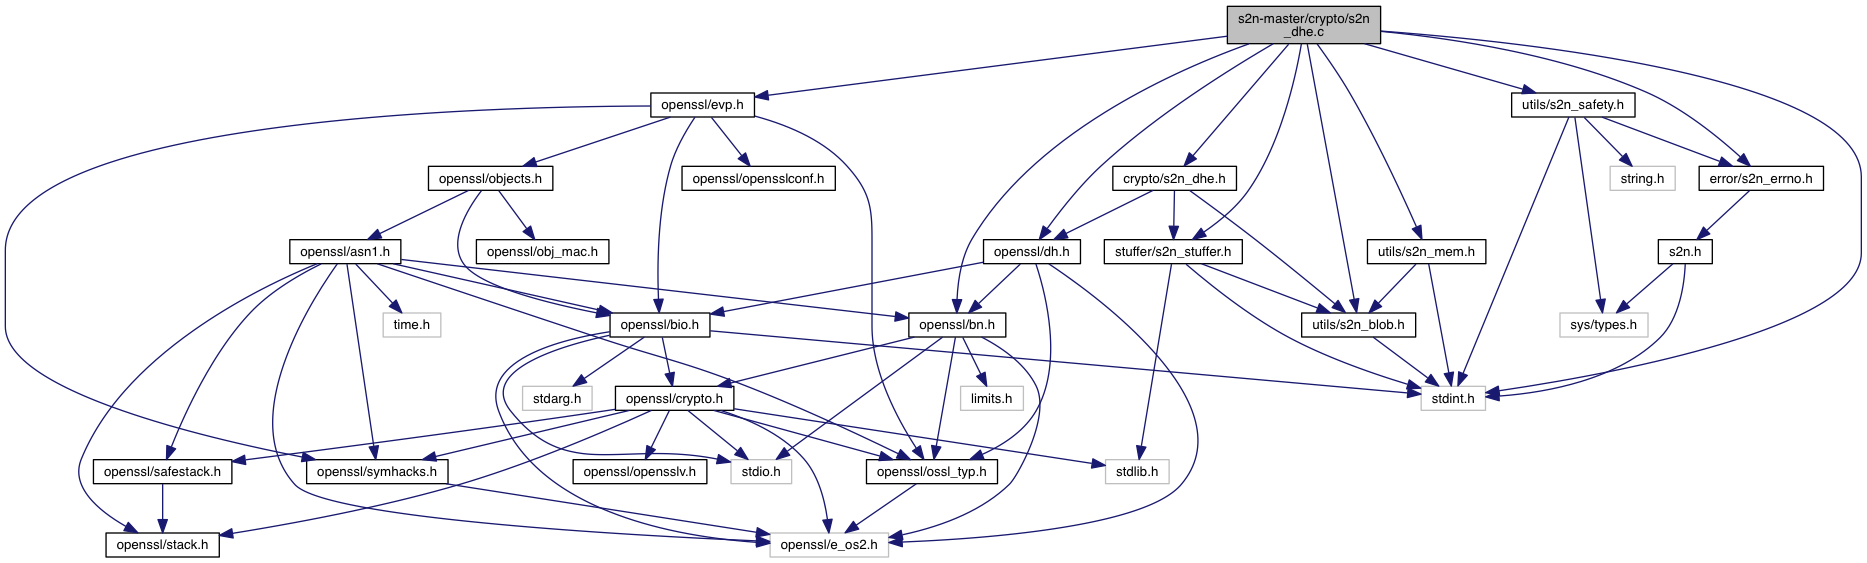 s2n-master/crypto/s2n
_dhe.c
openssl/evp.h
utils/s2n_safety.h
openssl/objects.h
openssl/opensslconf.h
crypto/s2n_dhe.h
string.h
error/s2n_errno.h
openssl/asn1.h
openssl/obj_mac.h
openssl/dh.h
stuffer/s2n_stuffer.h
utils/s2n_mem.h
s2n.h
time.h
openssl/bio.h
openssl/bn.h
utils/s2n_blob.h
sys/types.h
stdarg.h
openssl/crypto.h
limits.h
stdint.h
openssl/safestack.h
openssl/symhacks.h
openssl/opensslv.h
stdio.h
openssl/ossl_typ.h
stdlib.h
openssl/stack.h
openssl/e_os2.h